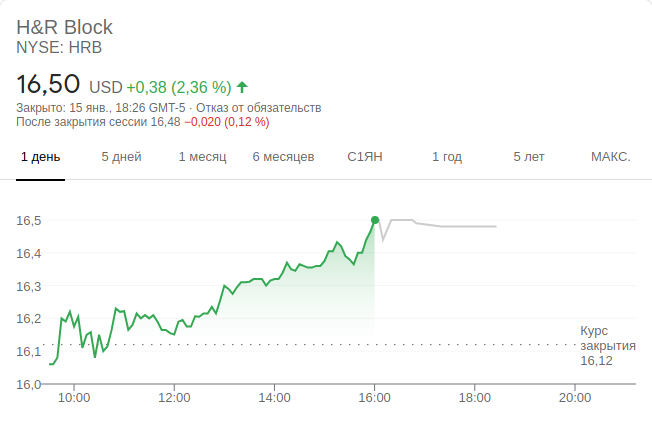 H&R Block
NYSE: HRB
16,50 USD +0,38 (2,36 %)
Закрыто: 15 янв., 18:26 GMT-5 · Отказ от обязательств
После закрытия сессии 16,48 −0,020 (0,12 %)
1 день 5 дней 1 месяц 6 месяцев С1ЯН 1 год 5 лет МАКС.
16,5
16,4
16,3
16,2
16,1
16,0
Курс
закрытия
16,12
10:00 12:00 14:00 16:00 18:00 20:00